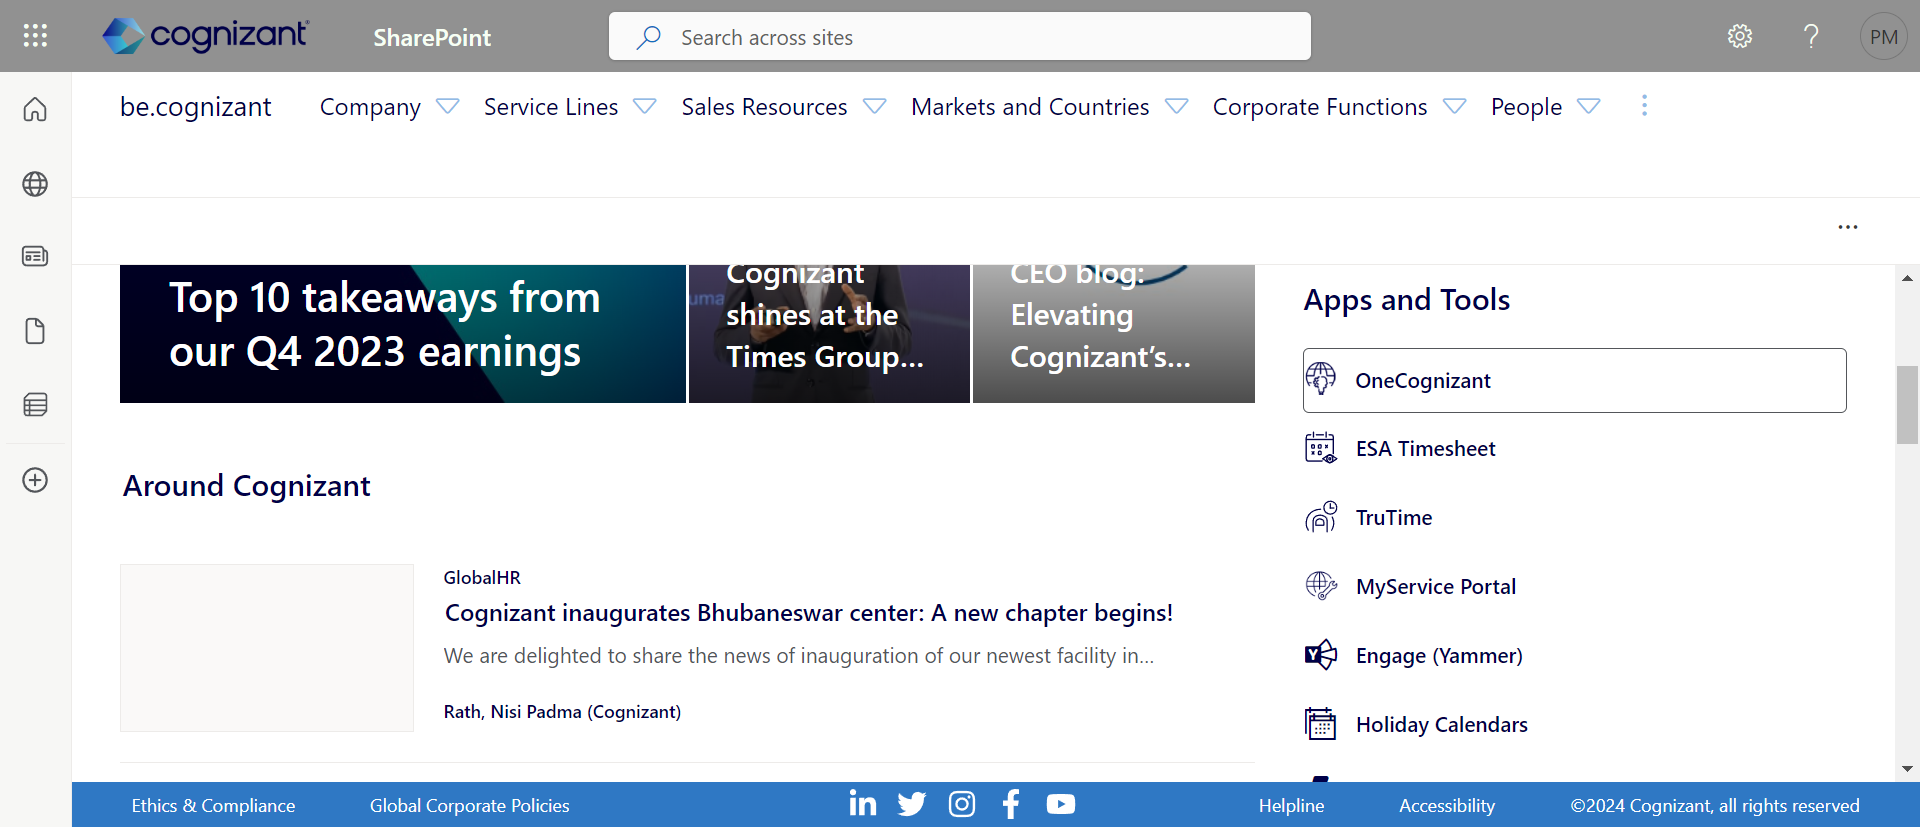 cognizant
SharePoint
Search across sites
PM
be.cognizant
Company
Service Lines
Sales Resources
Markets and Countries
Corporate Functions
People
Top 10 takeaways from
our Q4 2023 earnings
Cognizant
shines at the
Times Group...
uma
CEO blog:
Elevating
Cognizant’s...
Apps and Tools
OneCognizant
ESA Timesheet
TruTime
MyService Portal
Engage (Yammer)
Holiday Calendars
Around Cognizant
GlobalHR
Cognizant inaugurates Bhubaneswar center: A new chapter begins!
We are delighted to share the news of inauguration of our newest facility in...
Rath, Nisi Padma (Cognizant)
Ethics & Compliance
Global Corporate Policies
Helpline
Accessibility
©2024 Cognizant, all rights reserved